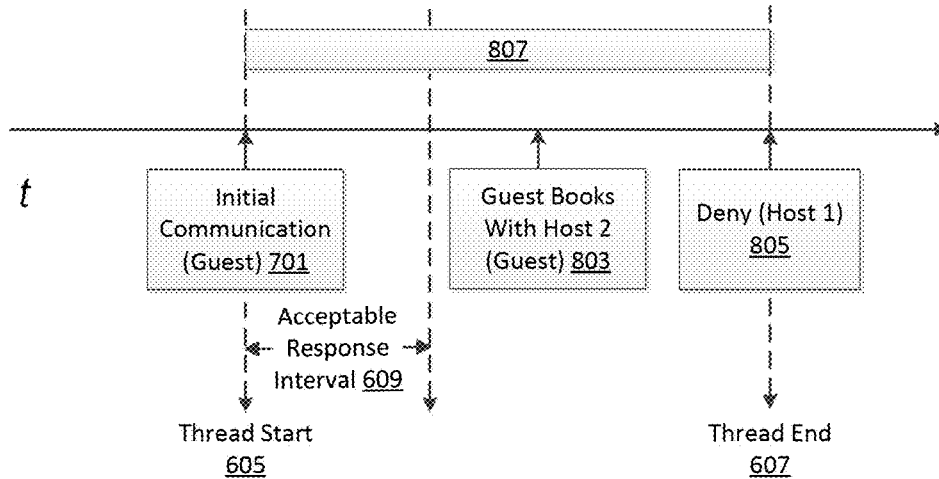 807
t
Initial
Communication
(Guest) 701
Guest Books
With Host 2
(Guest) 803
Deny (Host 1)
805
Acceptable
Response
Interval 609
Thread Start
605
Thread End
607